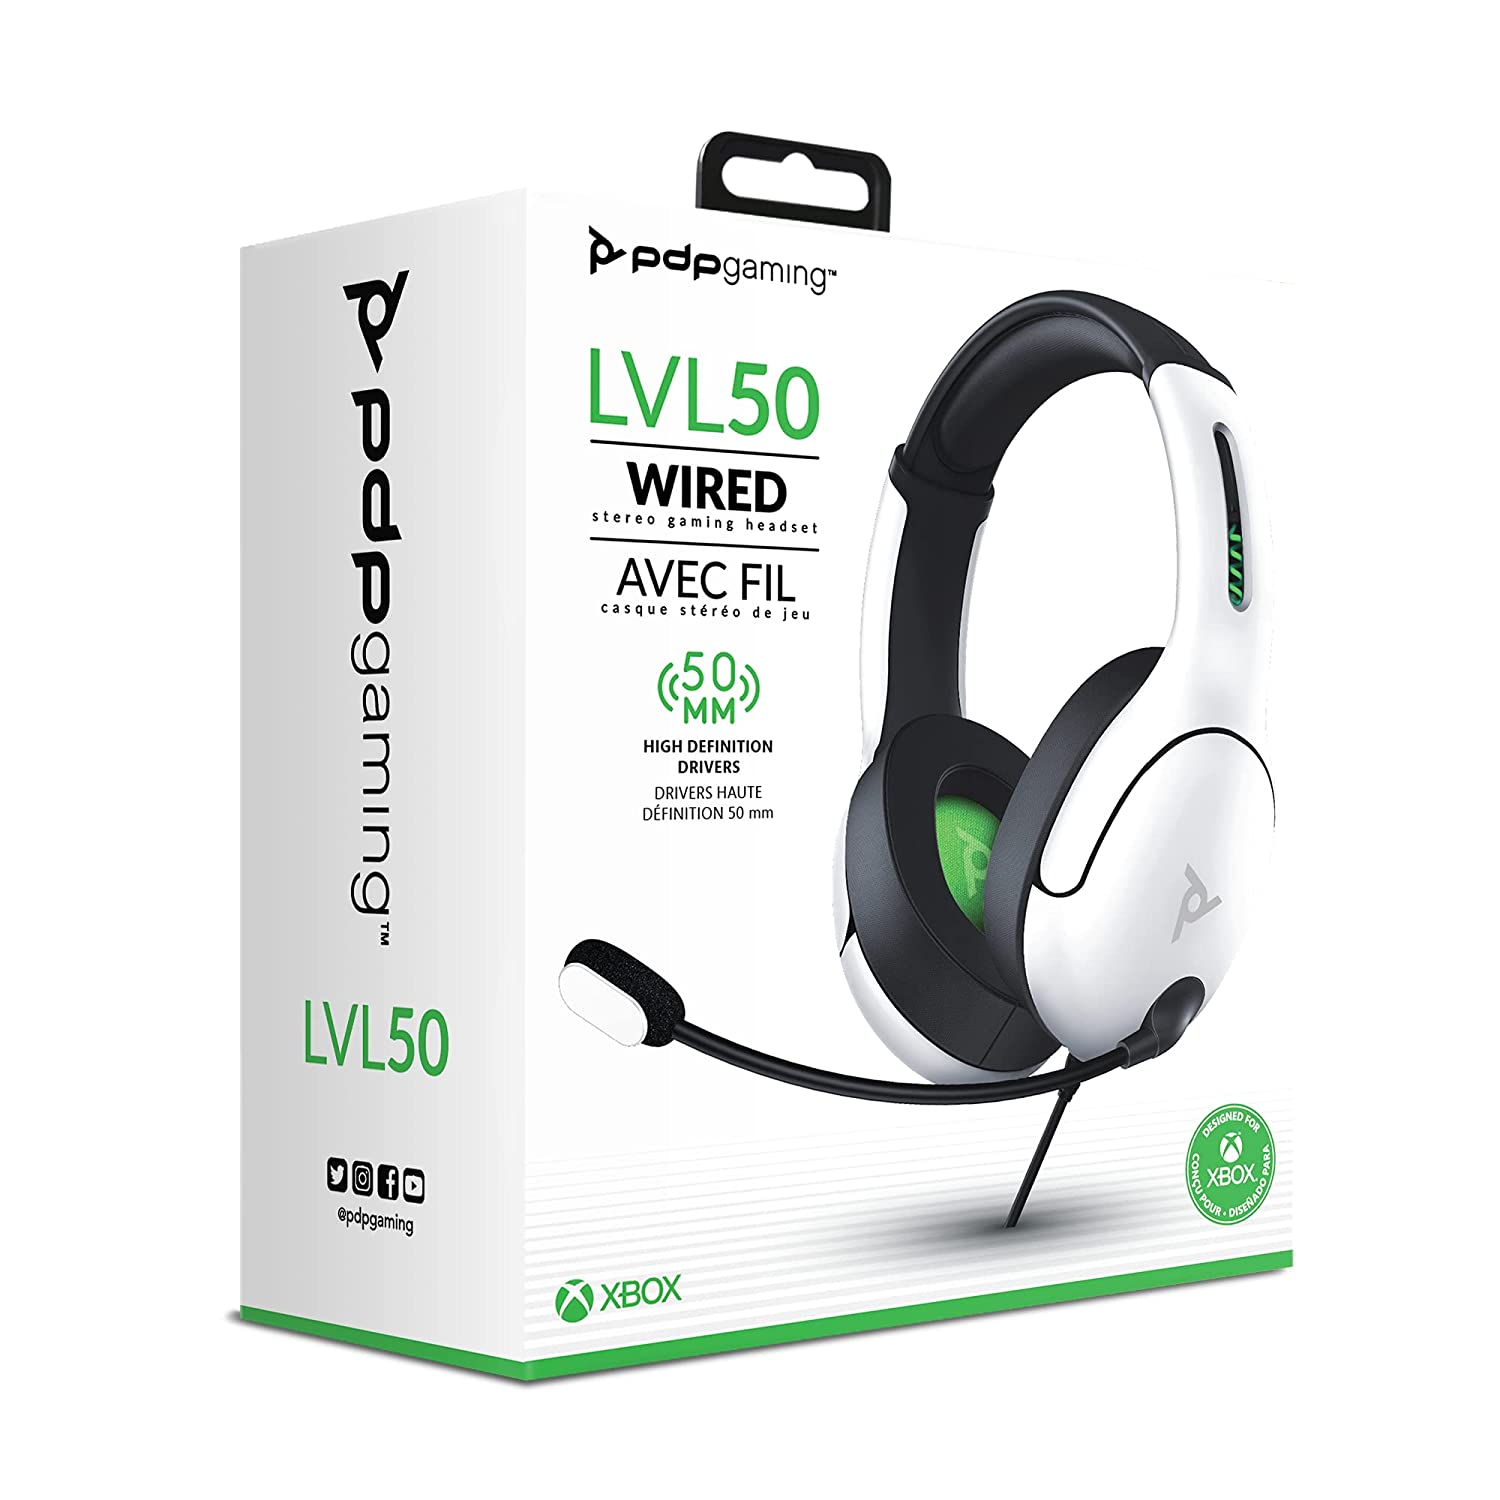 pdpgaming™
LVL50
@pdpgaming
pdpgaming™
LVL50
WIRED
stereo gaming headset
AVEC FIL
casque stéréo de jeu
50
MM
HIGH DEFINITION
DRIVERS
DRIVERS HAUTE
DÉFINITION 50 mm
DESIGNED FOR
XBOX
CONÇU POUR • DISEÑADO PARA
XBOX